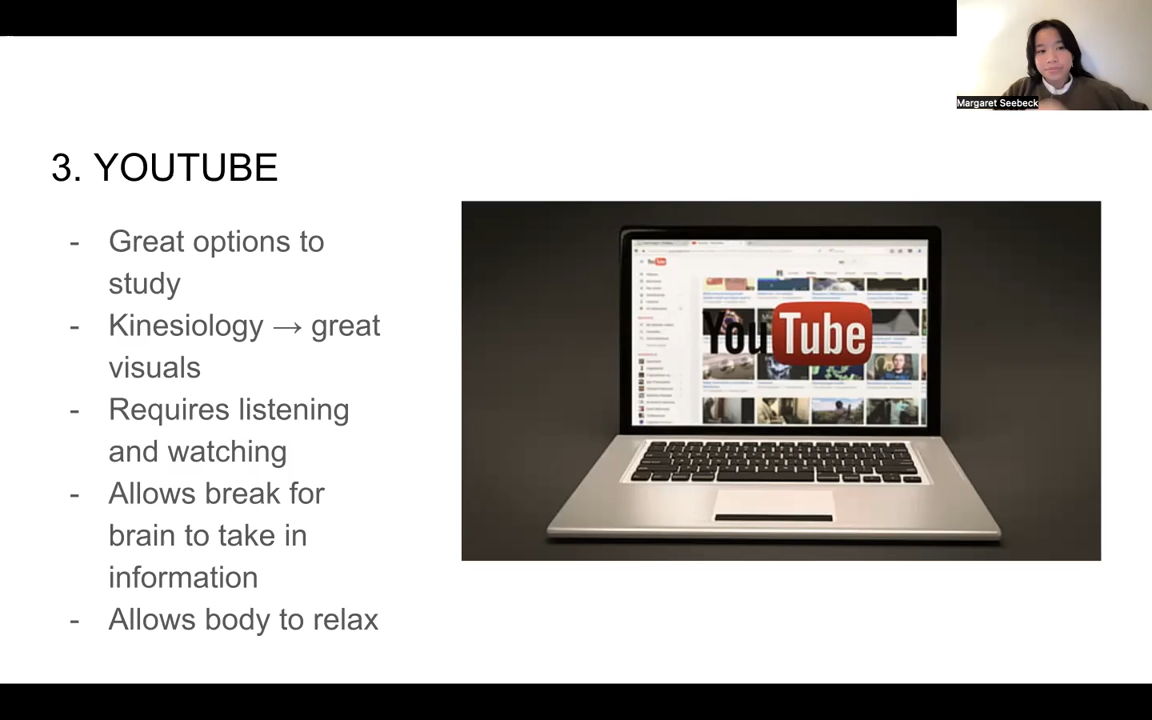 Margaret Seebeck
3. YOUTUBE
- Great options to
study
- Kinesiology → great
visuals
- Requires listening
and watching
- Allows break for
brain to take in
information
- Allows body to relax
YouTube
YouTube